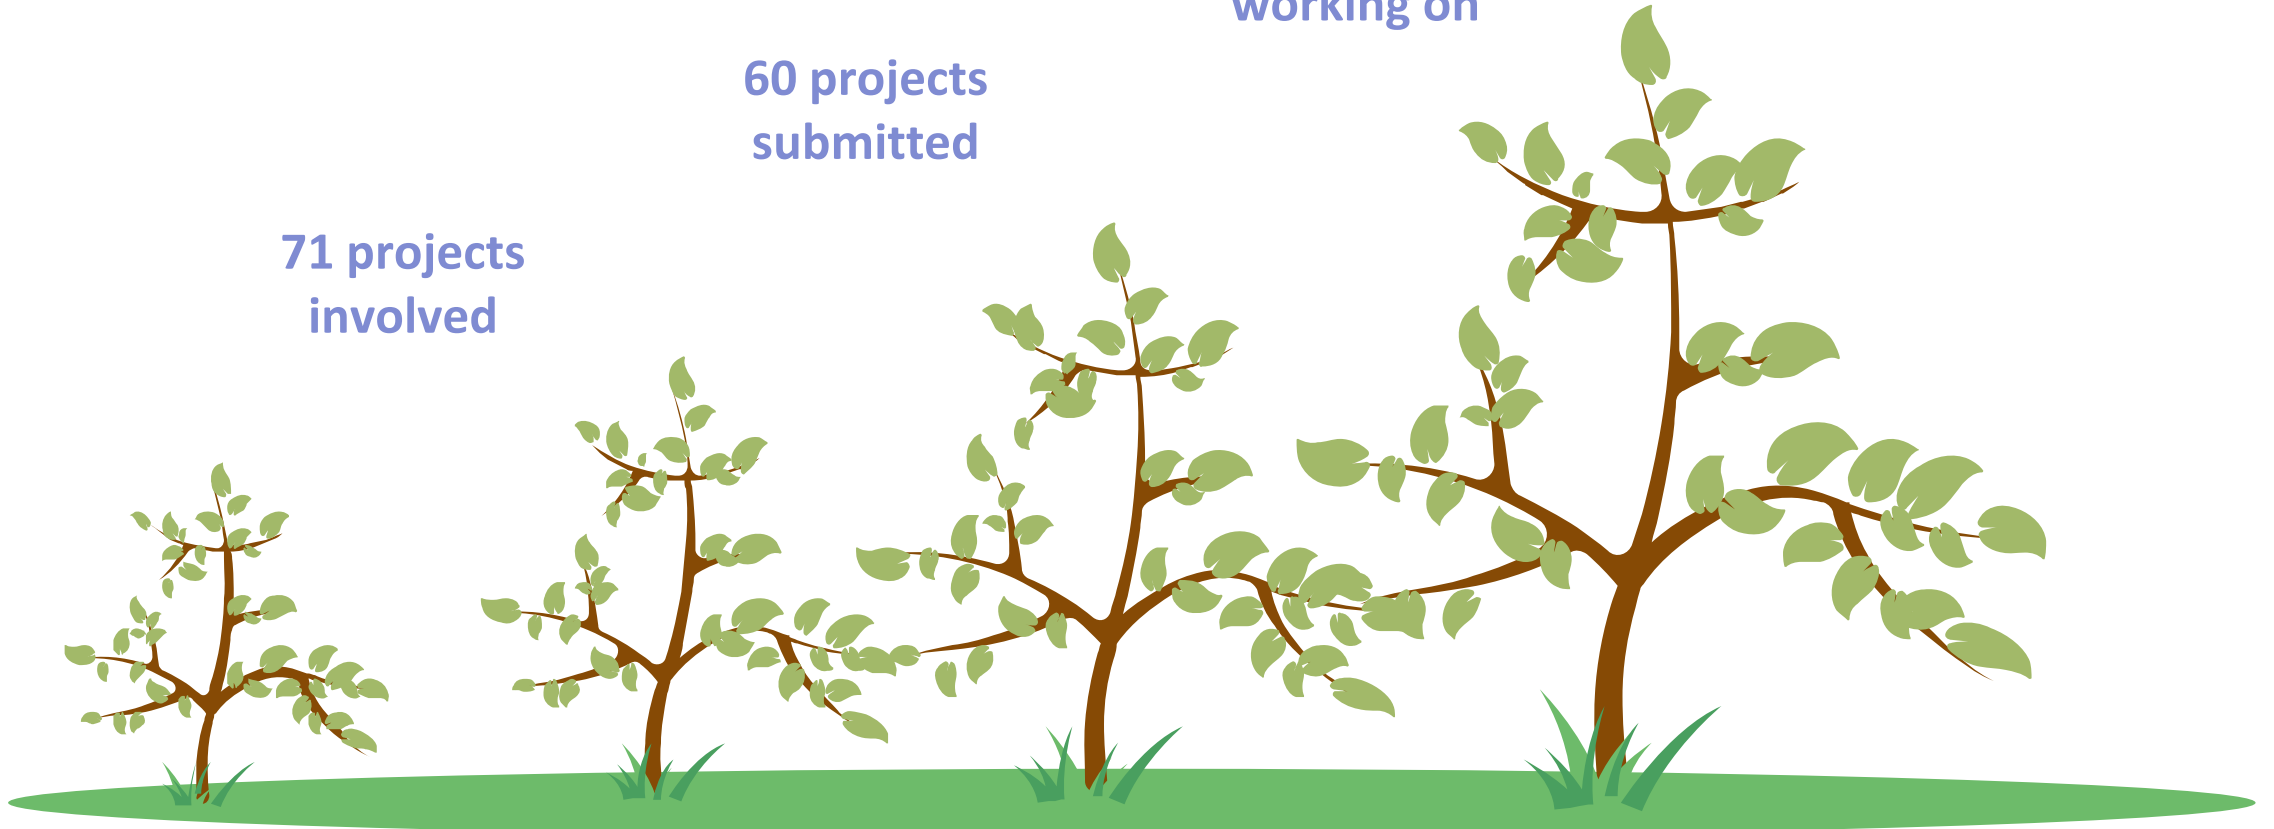 working on
60 projects
submitted
71 projects
involved